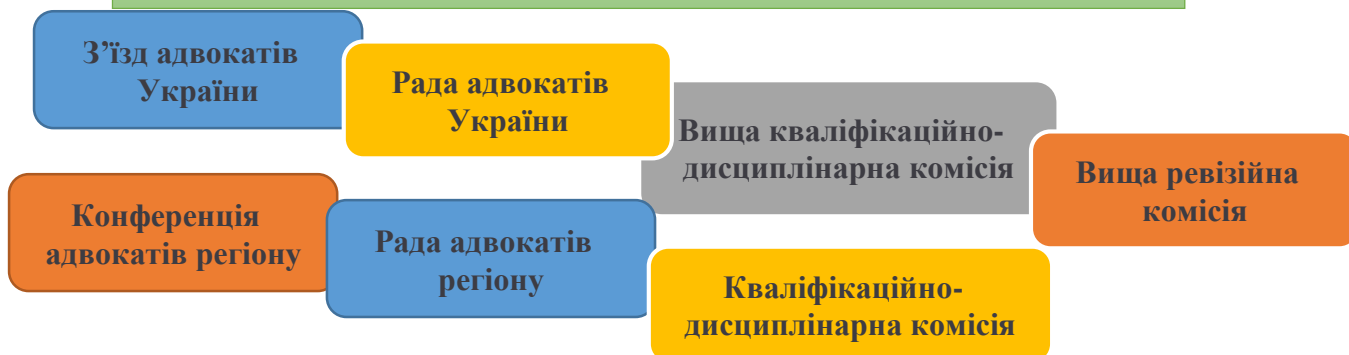 З’їзд адвокатів
України
Рада адвокатів
України
Вища кваліфікаційно-
дисциплінарна комісія
Вища ревізійна
комісія
Конференція
адвокатів регіону
Рада адвокатів
регіону
Кваліфікаційно-
дисциплінарна комісія